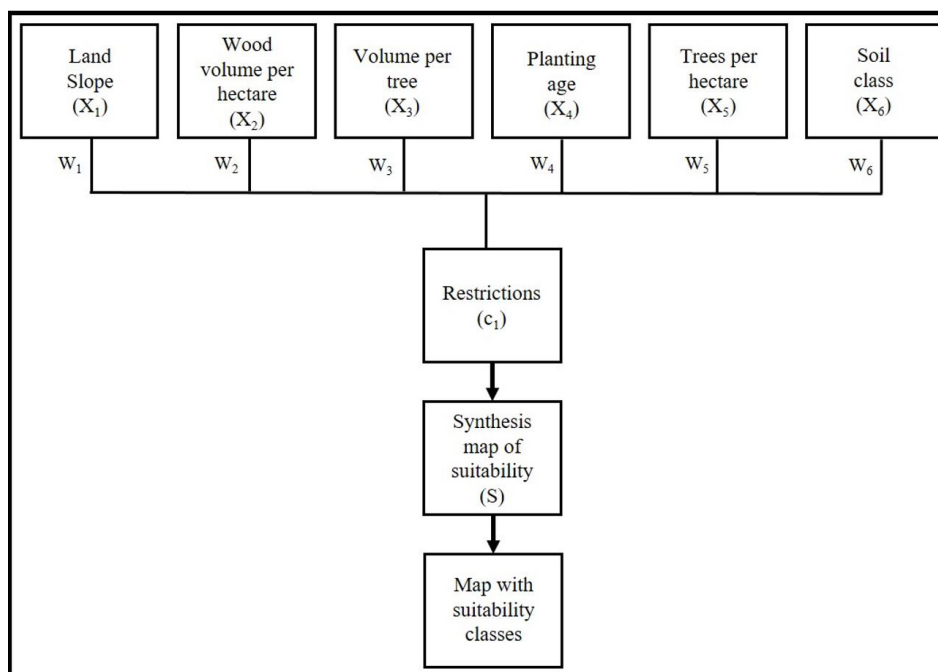 Land
Slope
(X₁)
Wood
volume per
hectare
(X₂)
Volume per
tree
(X₃)
Planting
age
(X₄)
Trees per
hectare
(X₅)
Soil
class
(X₆)
W₁
W₂
W₃
W₄
W₅
W₆
Restrictions
(c₁)
Synthesis
map of
suitability
(S)
Map with
suitability
classes